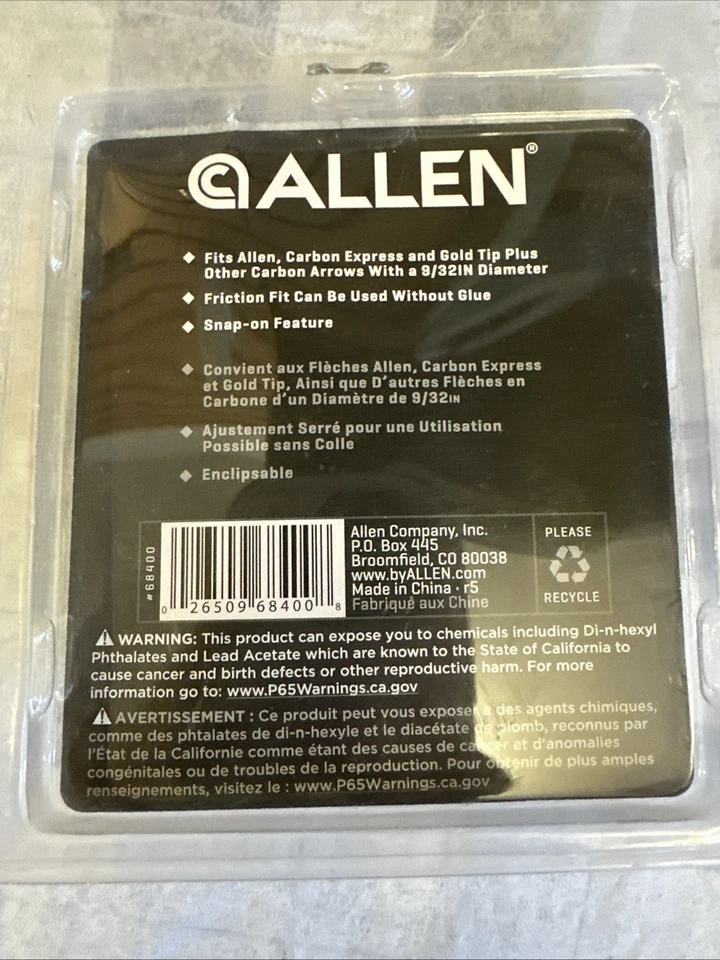 ALLEN®
◆ Fits Allen, Carbon Express and Gold Tip Plus
Other Carbon Arrows With a 9/32IN Diameter
◆ Friction Fit Can Be Used Without Glue
◆ Snap-on Feature
◆ Convient aux Flèches Allen, Carbon Express
et Gold Tip, Ainsi que D'autres Flèches en
Carbone d'un Diamètre de 9/32IN
◆ Ajustement Serré pour une Utilisation
Possible sans Colle
◆ Enclipsable
#68400
0 26509 68400 8
Allen Company, Inc.
P.O. Box 445
Broomfield, CO 80038
www.byALLEN.com
Made in China · r5
Fabriqué aux Chine
PLEASE
RECYCLE
⚠ WARNING: This product can expose you to chemicals including Di-n-hexyl
Phthalates and Lead Acetate which are known to the State of California to
cause cancer and birth defects or other reproductive harm. For more
information go to: www.P65Warnings.ca.gov
⚠ AVERTISSEMENT : Ce produit peut vous exposer à des agents chimiques,
comme des phtalates de di-n-hexyle et le diacétate de plomb, reconnus par
l'État de la Californie comme étant des causes de cancer et d'anomalies
congénitales ou de troubles de la reproduction. Pour obtenir de plus amples
renseignements, visitez le : www.P65Warnings.ca.gov